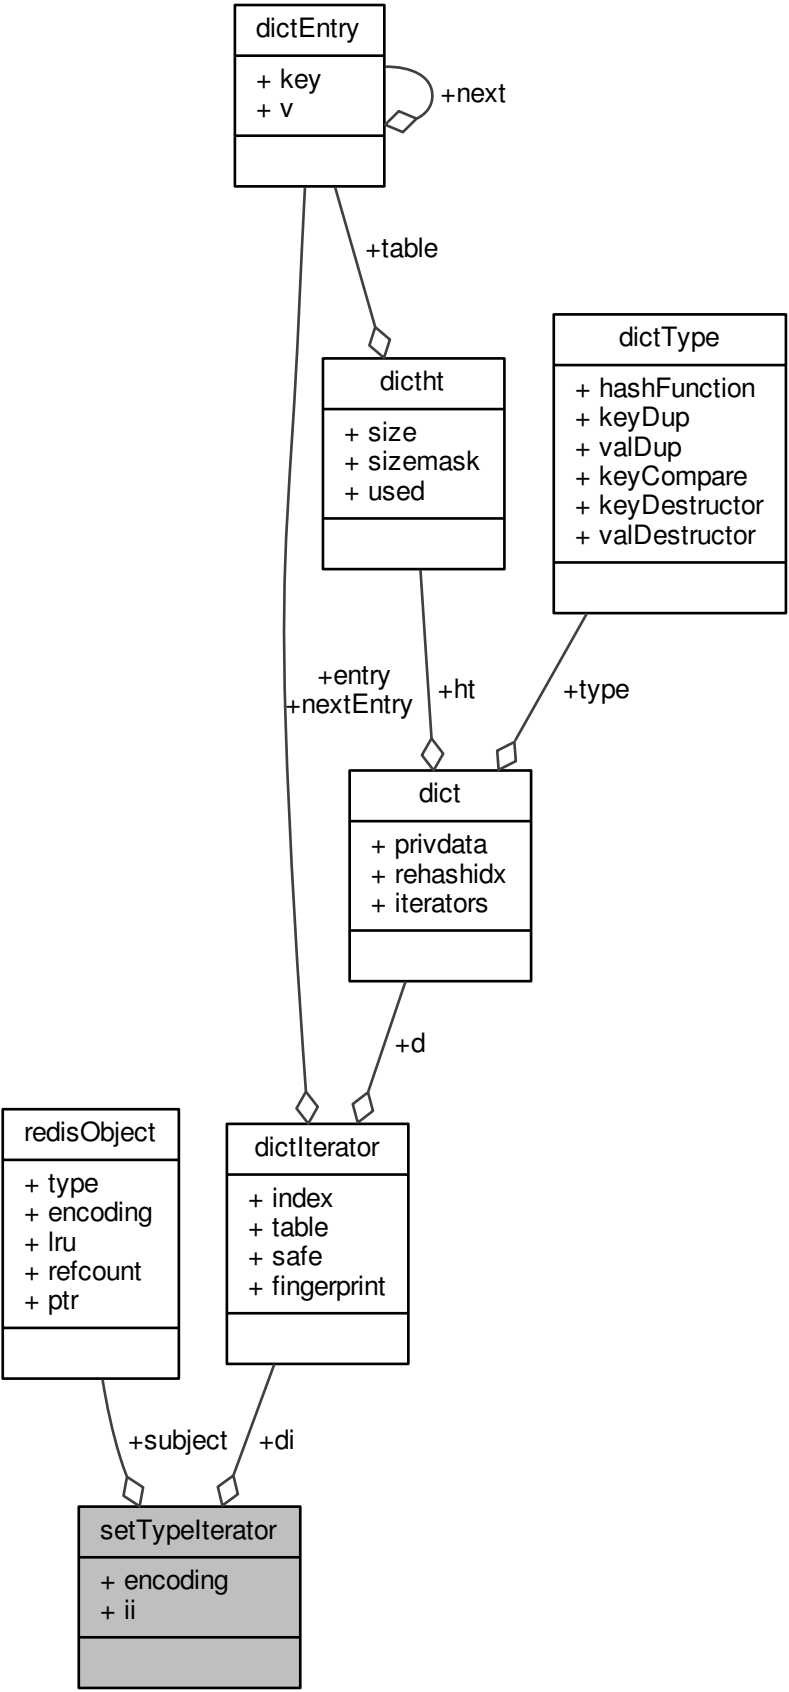 dictEntry
+ key
+ v
+next
+table
dictht
+ size
+ sizemask
+ used
dictType
+ hashFunction
+ keyDup
+ valDup
+ keyCompare
+ keyDestructor
+ valDestructor
+entry
+nextEntry
+ht
+type
dict
+ privdata
+ rehashidx
+ iterators
+d
redisObject
+ type
+ encoding
+ lru
+ refcount
+ ptr
dictIterator
+ index
+ table
+ safe
+ fingerprint
+subject
+di
setTypeIterator
+ encoding
+ ii